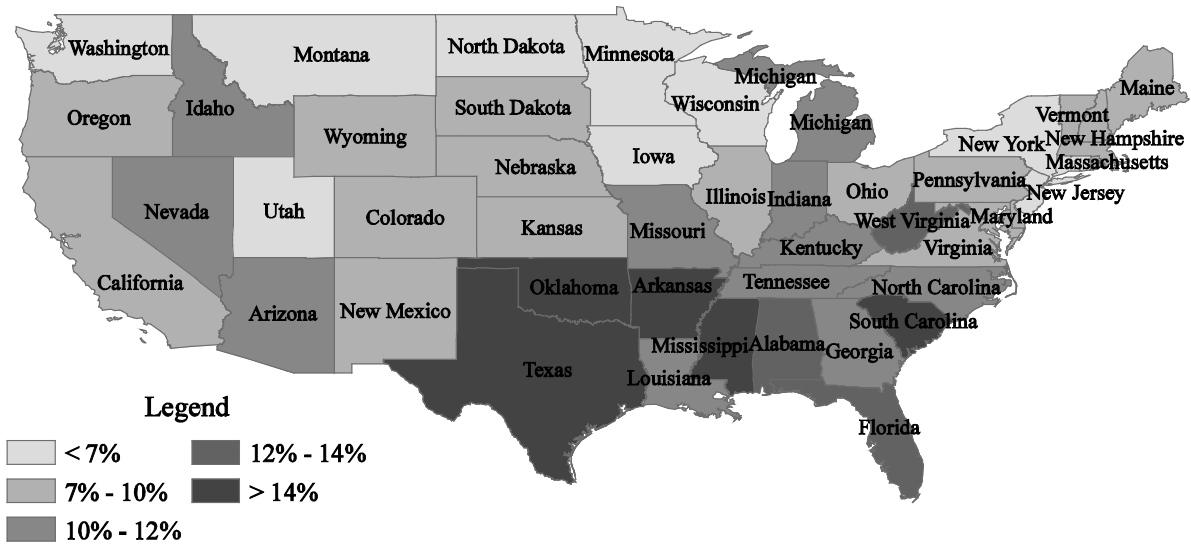 Washington
Montana
North Dakota
Minnesota
Michigan
Maine
Idaho
Wisconsin
South Dakota
Oregon
Vermont
Michigan
Wyoming
New Hampshire
New York
Iowa
Massachusetts
Nebraska
Pennsylvania
Ohio
New Jersey
Illinois
Indiana
Nevada
Utah
Colorado
West Virginia
Maryland
Kansas
Missouri
Kentucky
Virginia
California
Tennessee
Oklahoma
Arkansas
North Carolina
Arizona
New Mexico
South Carolina
Mississippi
Alabama
Georgia
Texas
Louisiana
Florida
Legend
< 7%
12% - 14%
7% - 10%
> 14%
10% - 12%